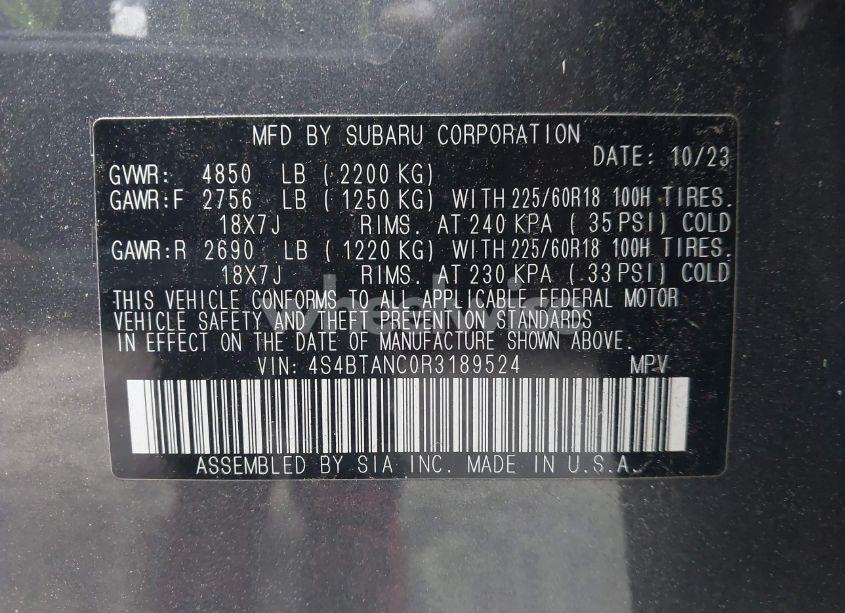 MFD BY SUBARU CORPORATION
DATE: 10/23
GVWR: 4850 LB ( 2200 KG)
GAWR:F 2756 LB ( 1250 KG) WITH 225/60R18 100H TIRES.
18X7J RIMS. AT 240 KPA ( 35 PSI) COLD
GAWR:R 2690 LB ( 1220 KG) WITH 225/60R18 100H TIRES.
18X7J RIMS. AT 230 KPA ( 33 PSI) COLD
THIS VEHICLE CONFORMS TO ALL APPLICABLE FEDERAL MOTOR
VEHICLE SAFETY AND THEFT PREVENTION STANDARDS
IN EFFECT ON THE DATE OF MANUFACTURE SHOWN ABOVE.
VIN: 4S4BTANC0R3189524 MPV
ASSEMBLED BY SIA INC. MADE IN U.S.A.